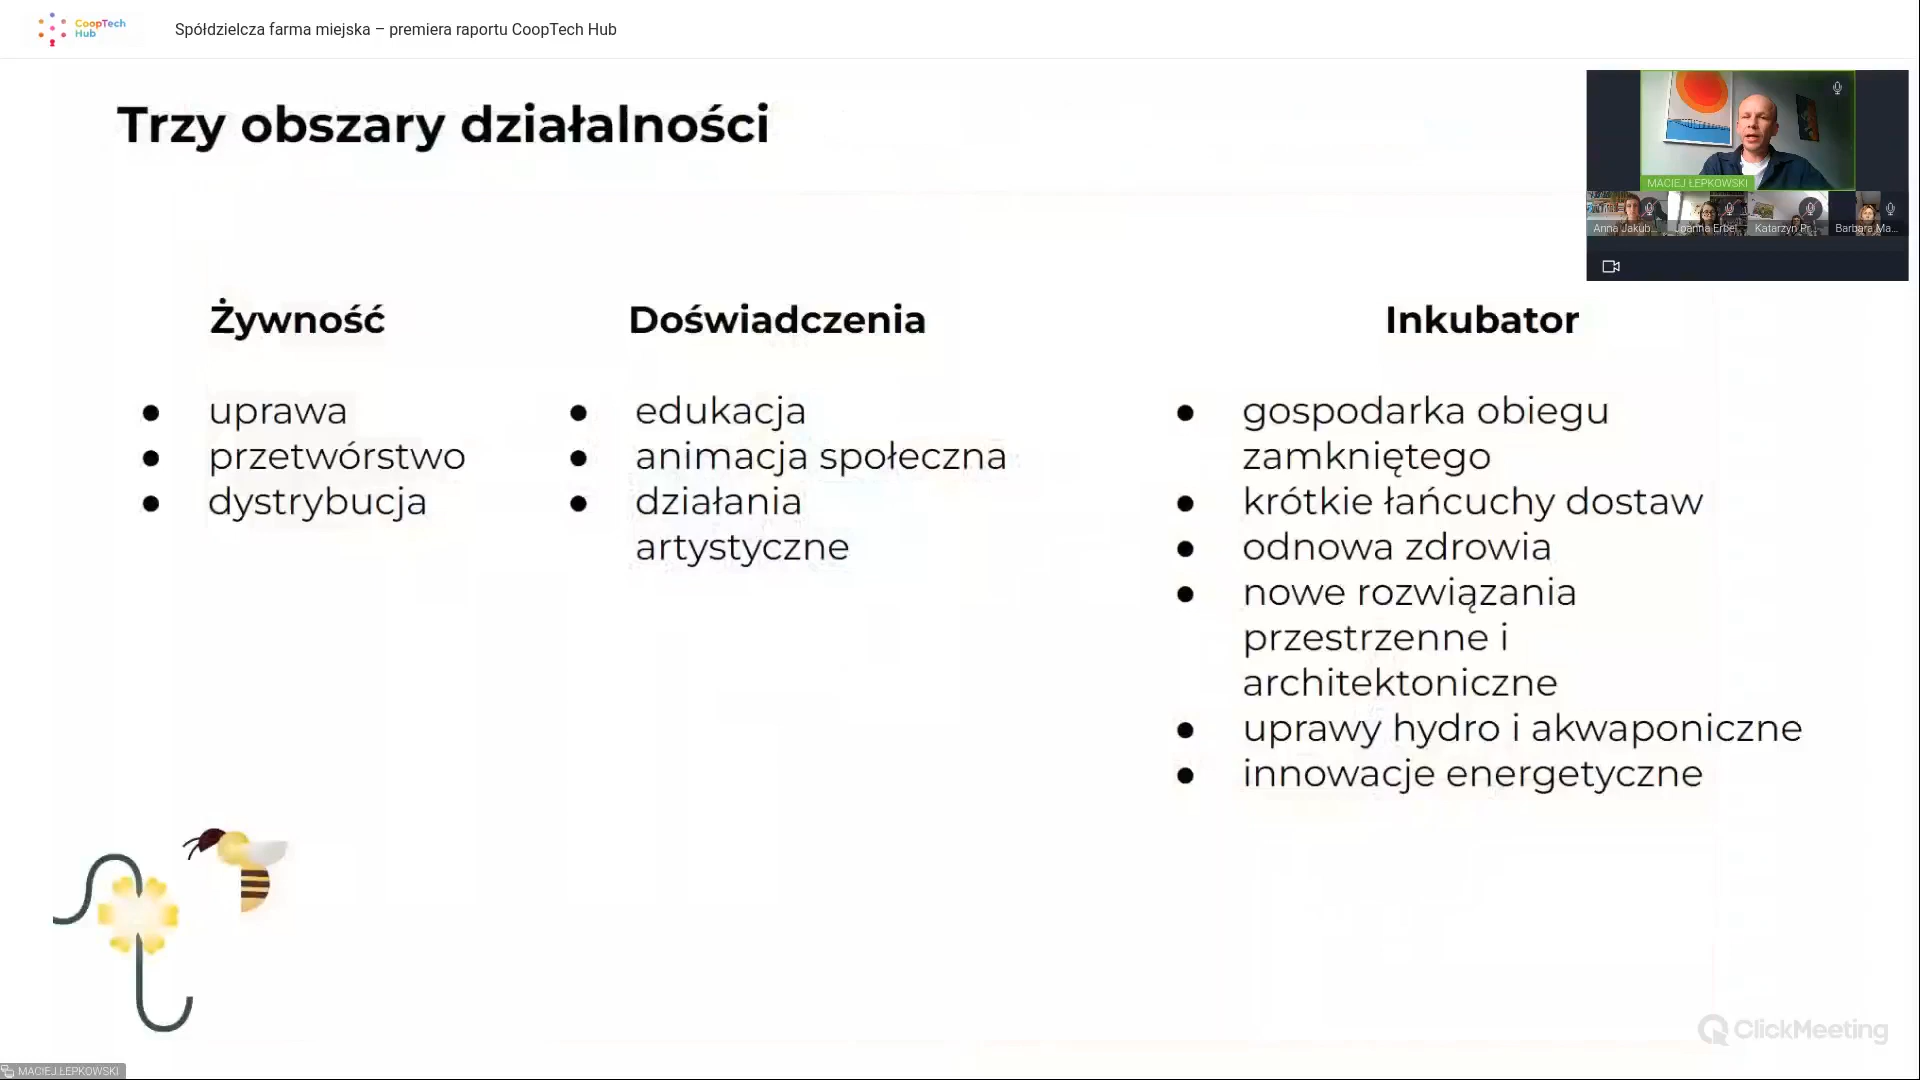 CoopTech
Hub
Spółdzielcza farma miejska – premiera raportu CoopTech Hub
Trzy obszary działalności
MACIEJ ŁEPKOWSKI
Anna Jakub...
Joanna Erbel
Katarzyn Pr...
Barbara Ma...
Żywność
● uprawa
● przetwórstwo
● dystrybucja
Doświadczenia
● edukacja
● animacja społeczna
● działania
artystyczne
Inkubator
● gospodarka obiegu
zamkniętego
● krótkie łańcuchy dostaw
● odnowa zdrowia
● nowe rozwiązania
przestrzenne i
architektoniczne
● uprawy hydro i akwaponiczne
● innowacje energetyczne
ClickMeeting
MACIEJ ŁEPKOWSKI